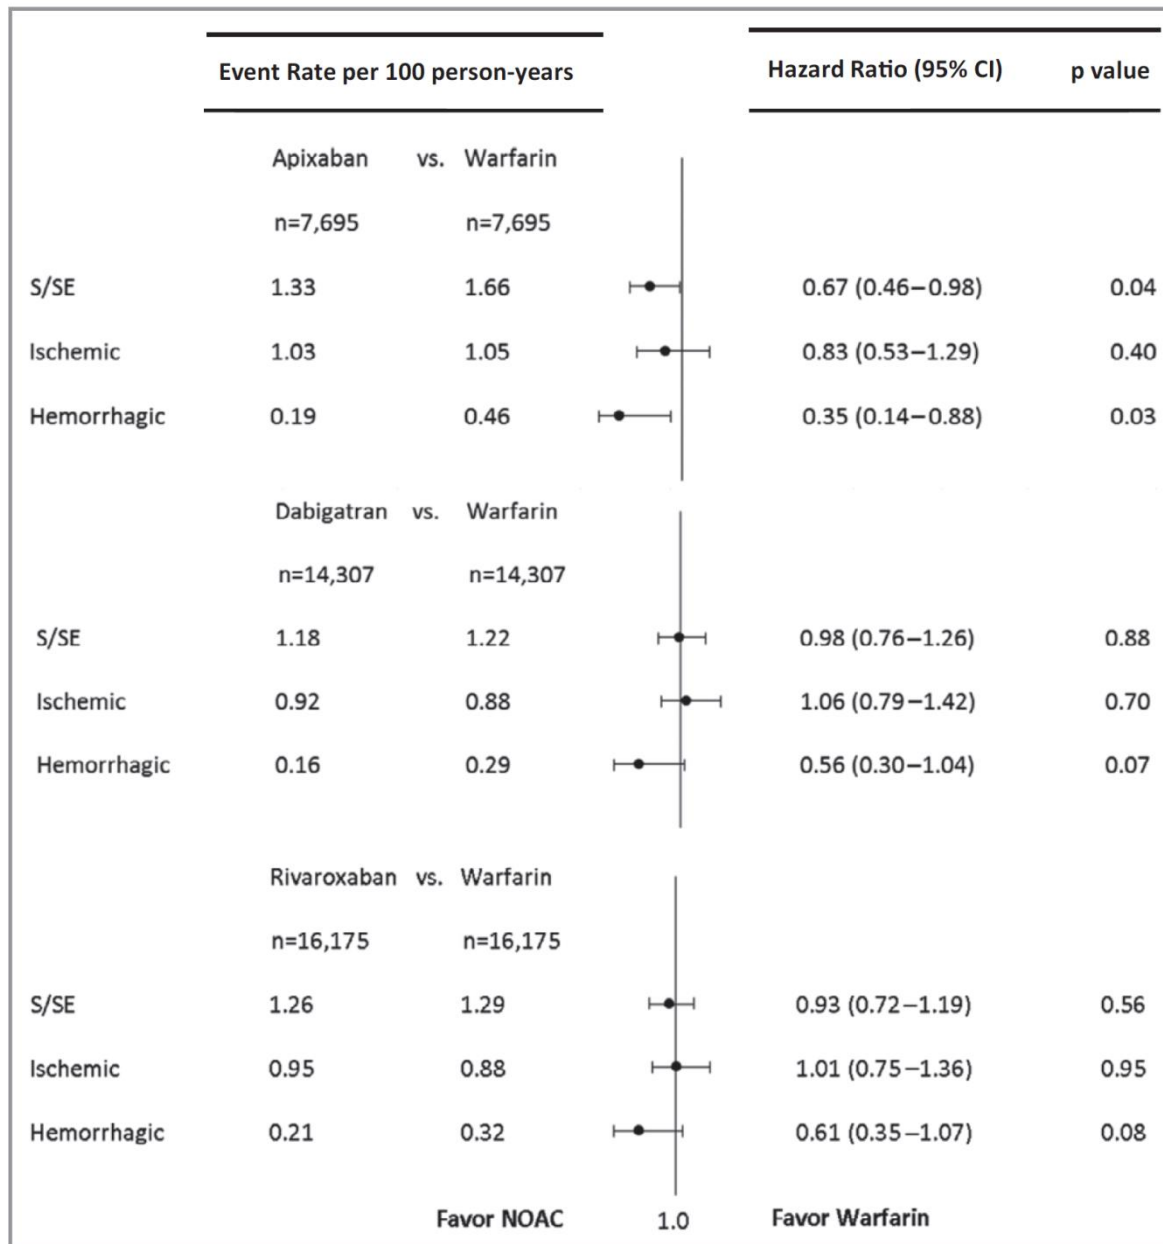 Event Rate per 100 person-years Hazard Ratio (95% CI) p value
Apixaban vs. Warfarin
n=7,695 n=7,695
S/SE 1.33 1.66 0.67 (0.46–0.98) 0.04
Ischemic 1.03 1.05 0.83 (0.53–1.29) 0.40
Hemorrhagic 0.19 0.46 0.35 (0.14–0.88) 0.03
Dabigatran vs. Warfarin
n=14,307 n=14,307
S/SE 1.18 1.22 0.98 (0.76–1.26) 0.88
Ischemic 0.92 0.88 1.06 (0.79–1.42) 0.70
Hemorrhagic 0.16 0.29 0.56 (0.30–1.04) 0.07
Rivaroxaban vs. Warfarin
n=16,175 n=16,175
S/SE 1.26 1.29 0.93 (0.72–1.19) 0.56
Ischemic 0.95 0.88 1.01 (0.75–1.36) 0.95
Hemorrhagic 0.21 0.32 0.61 (0.35–1.07) 0.08
Favor NOAC 1.0 Favor Warfarin